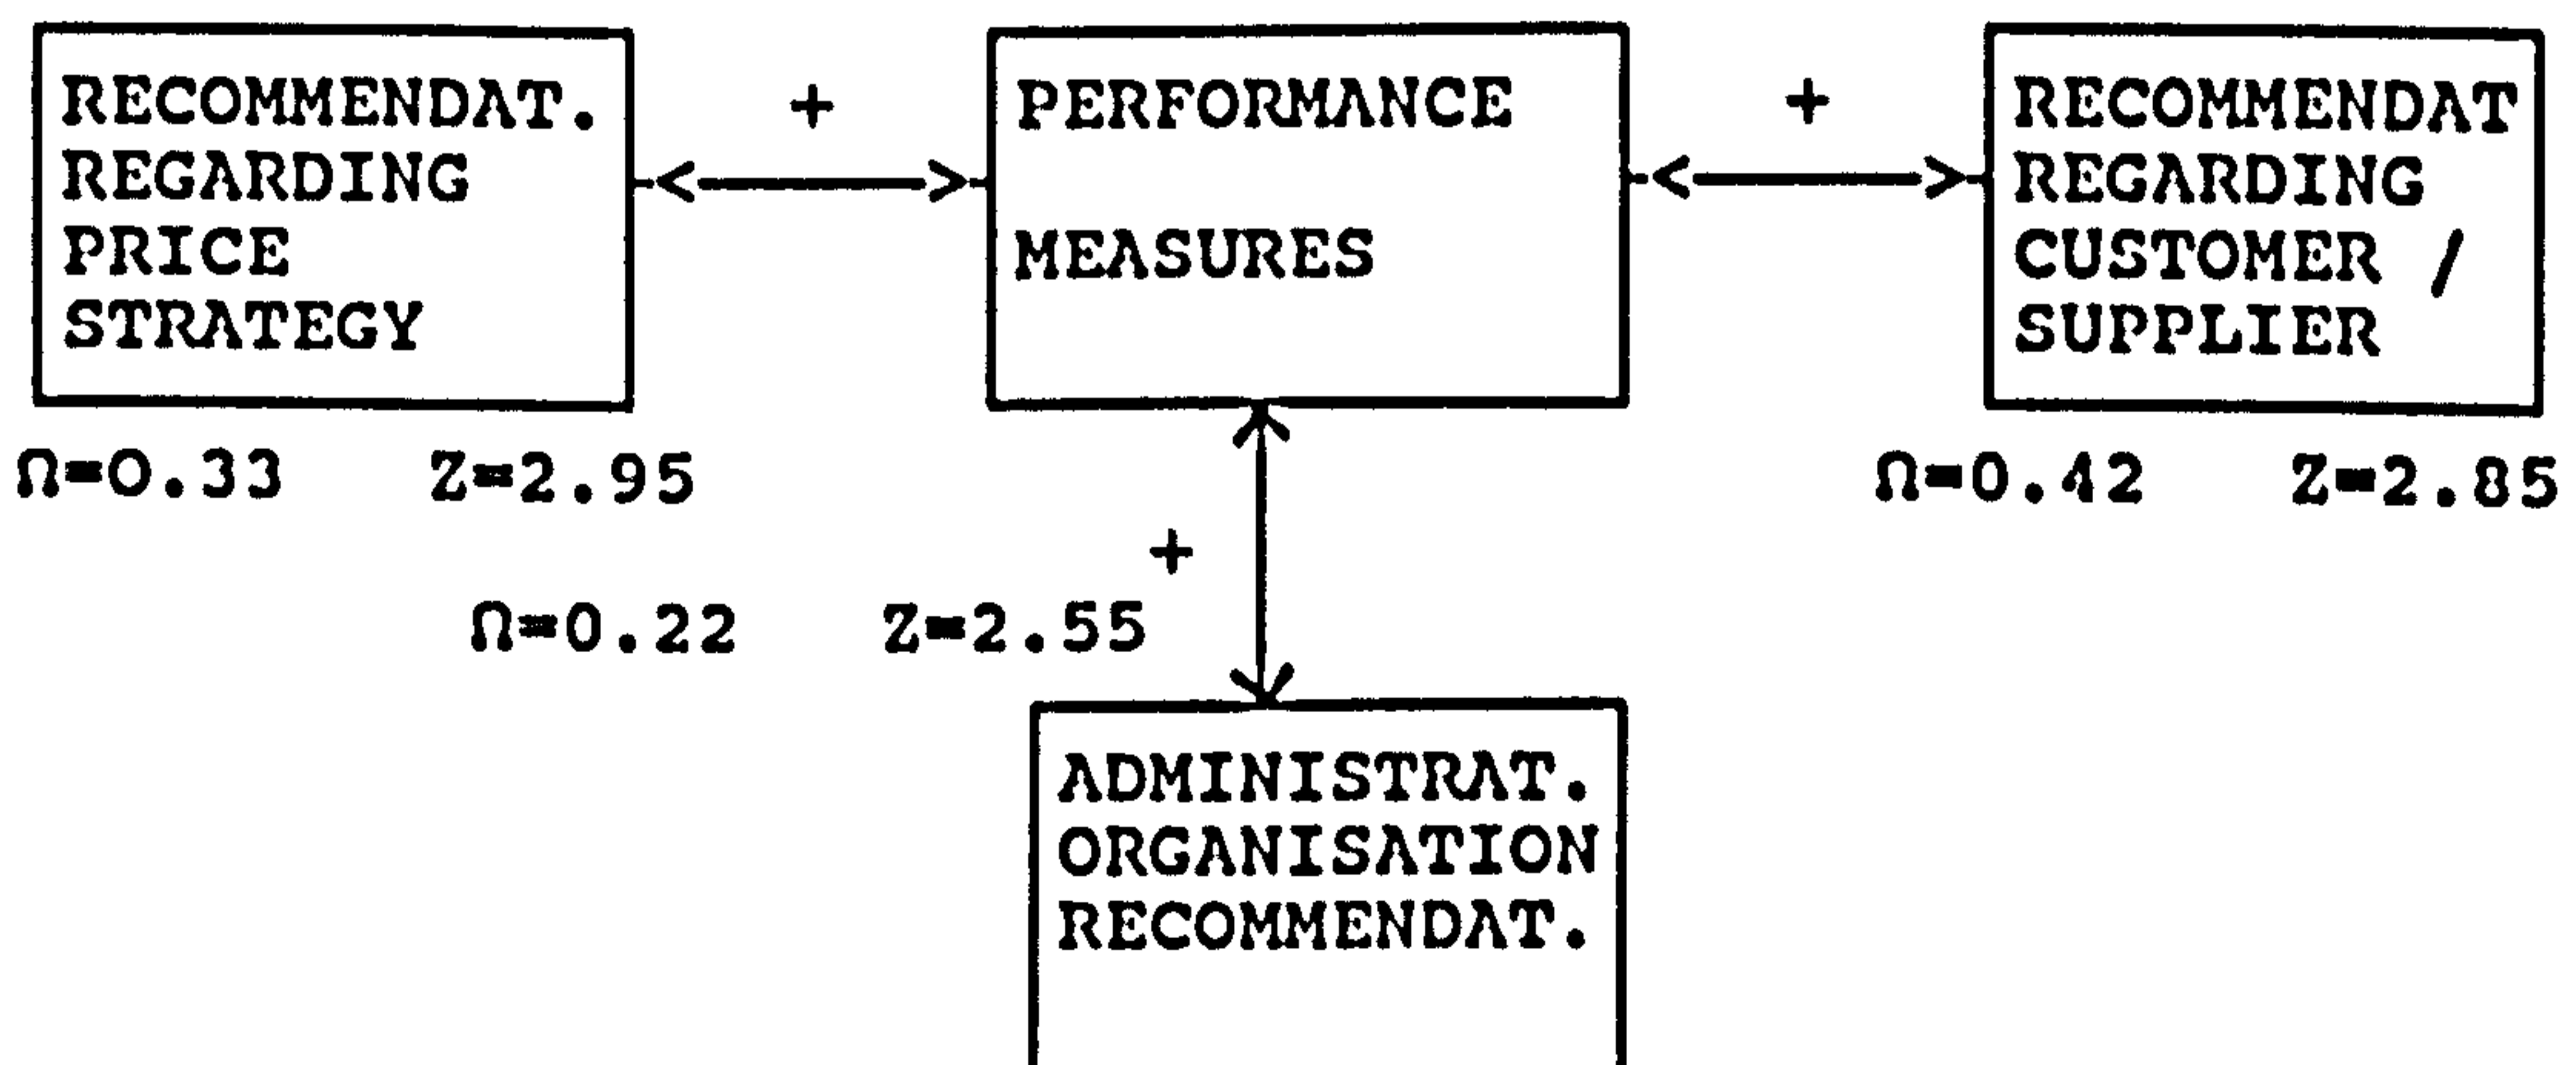 RECOMMENDAT.
REGARDING
PRICE
STRATEGY
+
PERFORMANCE
MEASURES
+
RECOMMENDAT
REGARDING
CUSTOMER /
SUPPLIER
Ω=0.33 Z=2.95
Ω=0.42 Z=2.85
+
Ω=0.22 Z=2.55
ADMINISTRAT.
ORGANISATION
RECOMMENDAT.